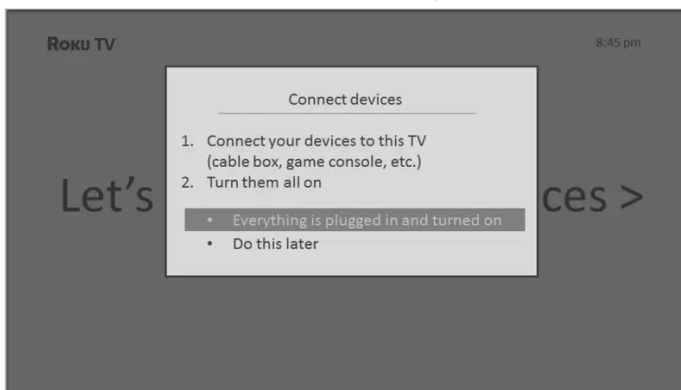 ROKU TV
8:45 pm
Connect devices
1. Connect your devices to this TV
(cable box, game console, etc.)
2. Turn them all on
Let's
ces >
• Everything is plugged in and turned on
• Do this later